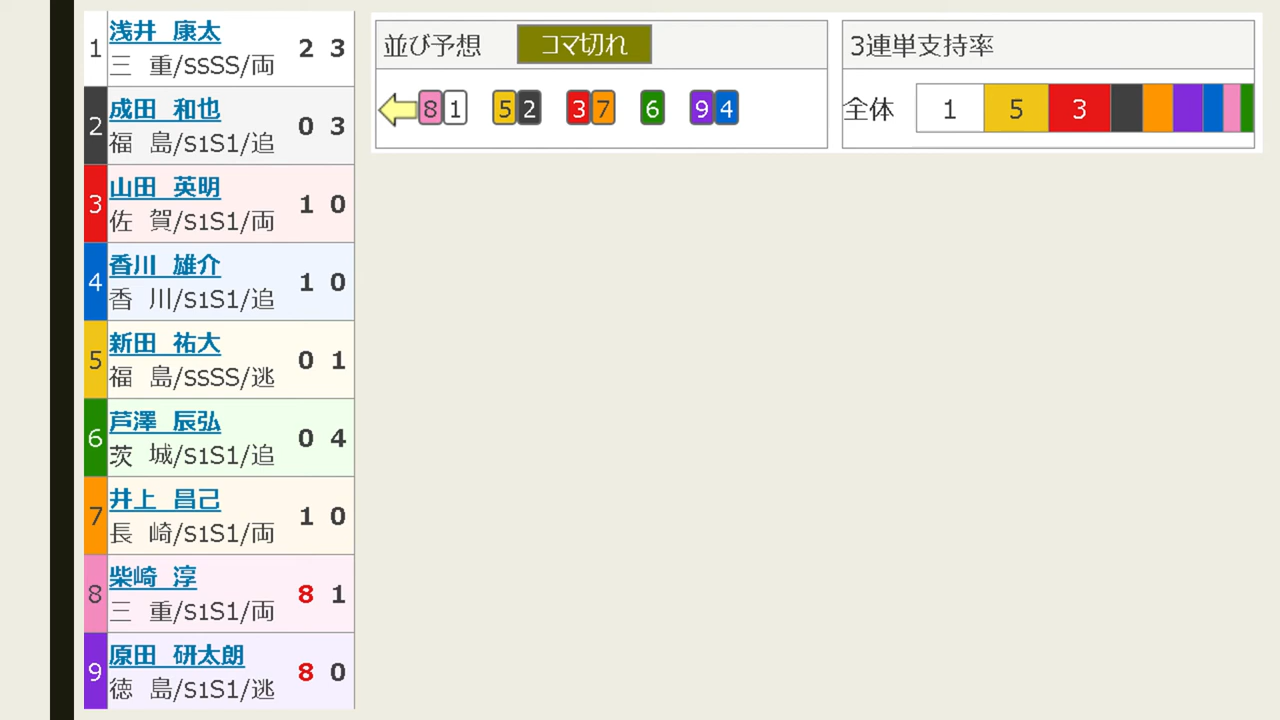 1 浅井 康太 2 3
三 重/SSSS/両
2 成田 和也 0 3
福 島/S1S1/追
3 山田 英明 1 0
佐 賀/S1S1/両
4 香川 雄介 1 0
香 川/S1S1/追
5 新田 祐大 0 1
福 島/SSSS/逃
6 芦澤 辰弘 0 4
茨 城/S1S1/追
7 井上 昌己 1 0
長 崎/S1S1/両
8 柴崎 淳 8 1
三 重/S1S1/両
9 原田 研太朗 8 0
徳 島/S1S1/逃
並び予想 コマ切れ
8 1 5 2 3 7 6 9 4
3連単支持率
全体 1 5 3